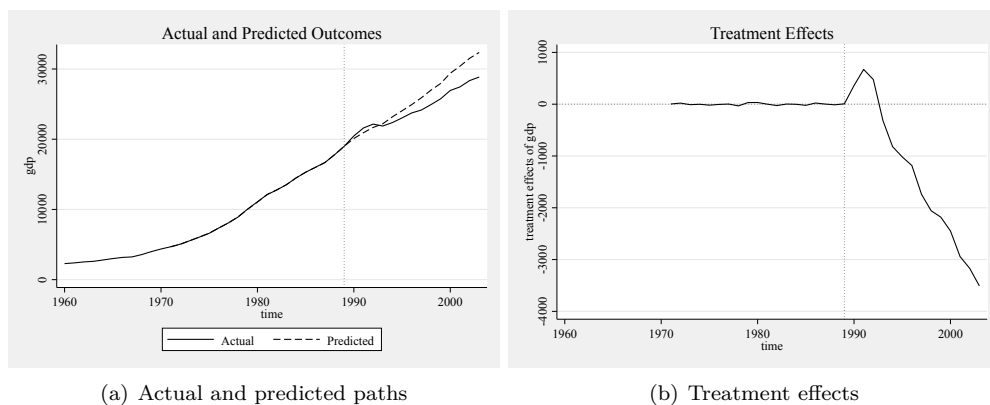 Actual and Predicted Outcomes
gdp
30000
20000
10000
0
1960 1970 1980 1990 2000
time
Actual Predicted
(a) Actual and predicted paths
Treatment Effects
treatment effects of gdp
1000
0
-1000
-2000
-3000
-4000
1960 1970 1980 1990 2000
time
(b) Treatment effects